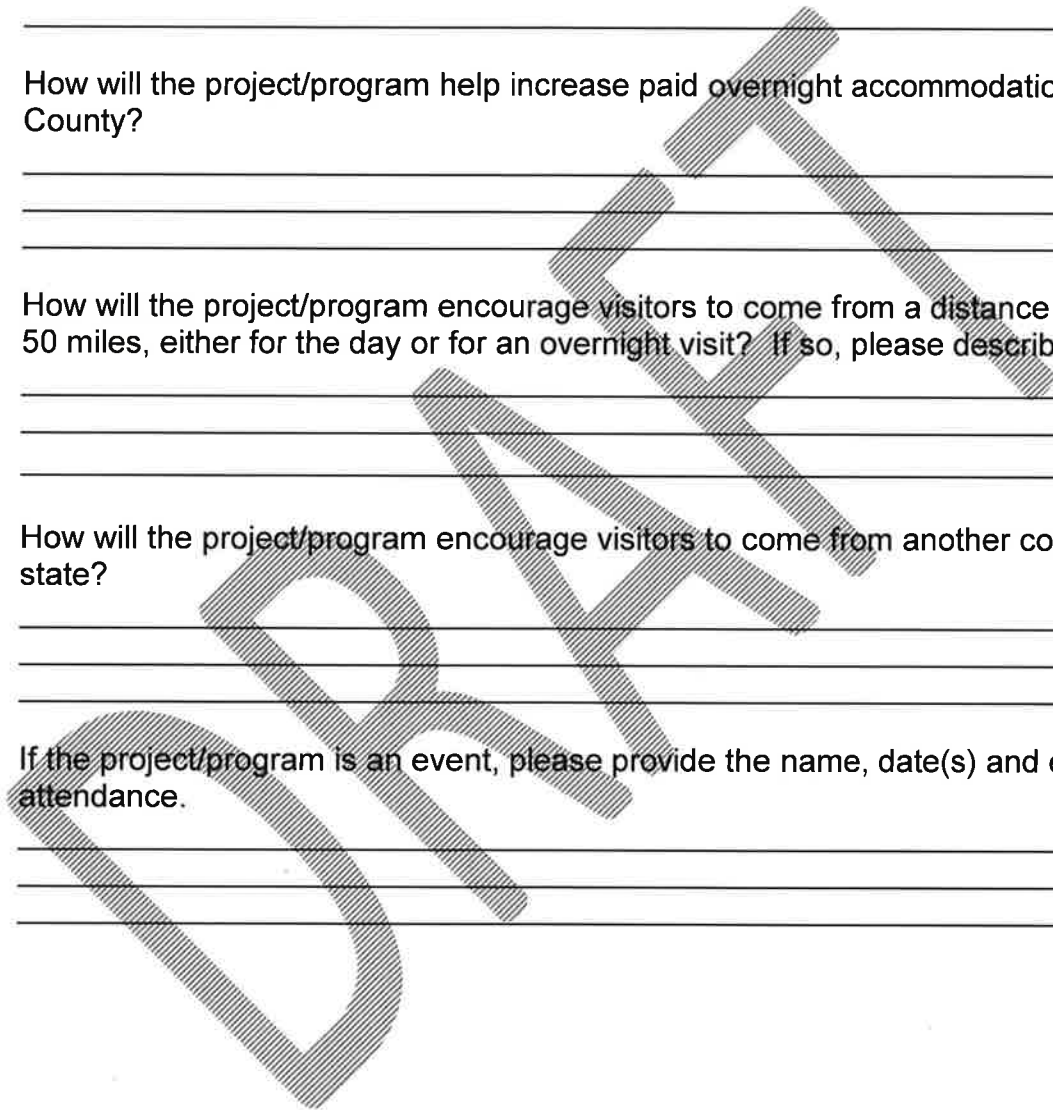 How will the project/program help increase paid overnight accommodatio
County?
How will the project/program encourage visitors to come from a distance
50 miles, either for the day or for an overnight visit? If so, please describ
How will the project/program encourage visitors to come from another co
state?
If the project/program is an event, please provide the name, date(s) and
attendance.
DRAFT